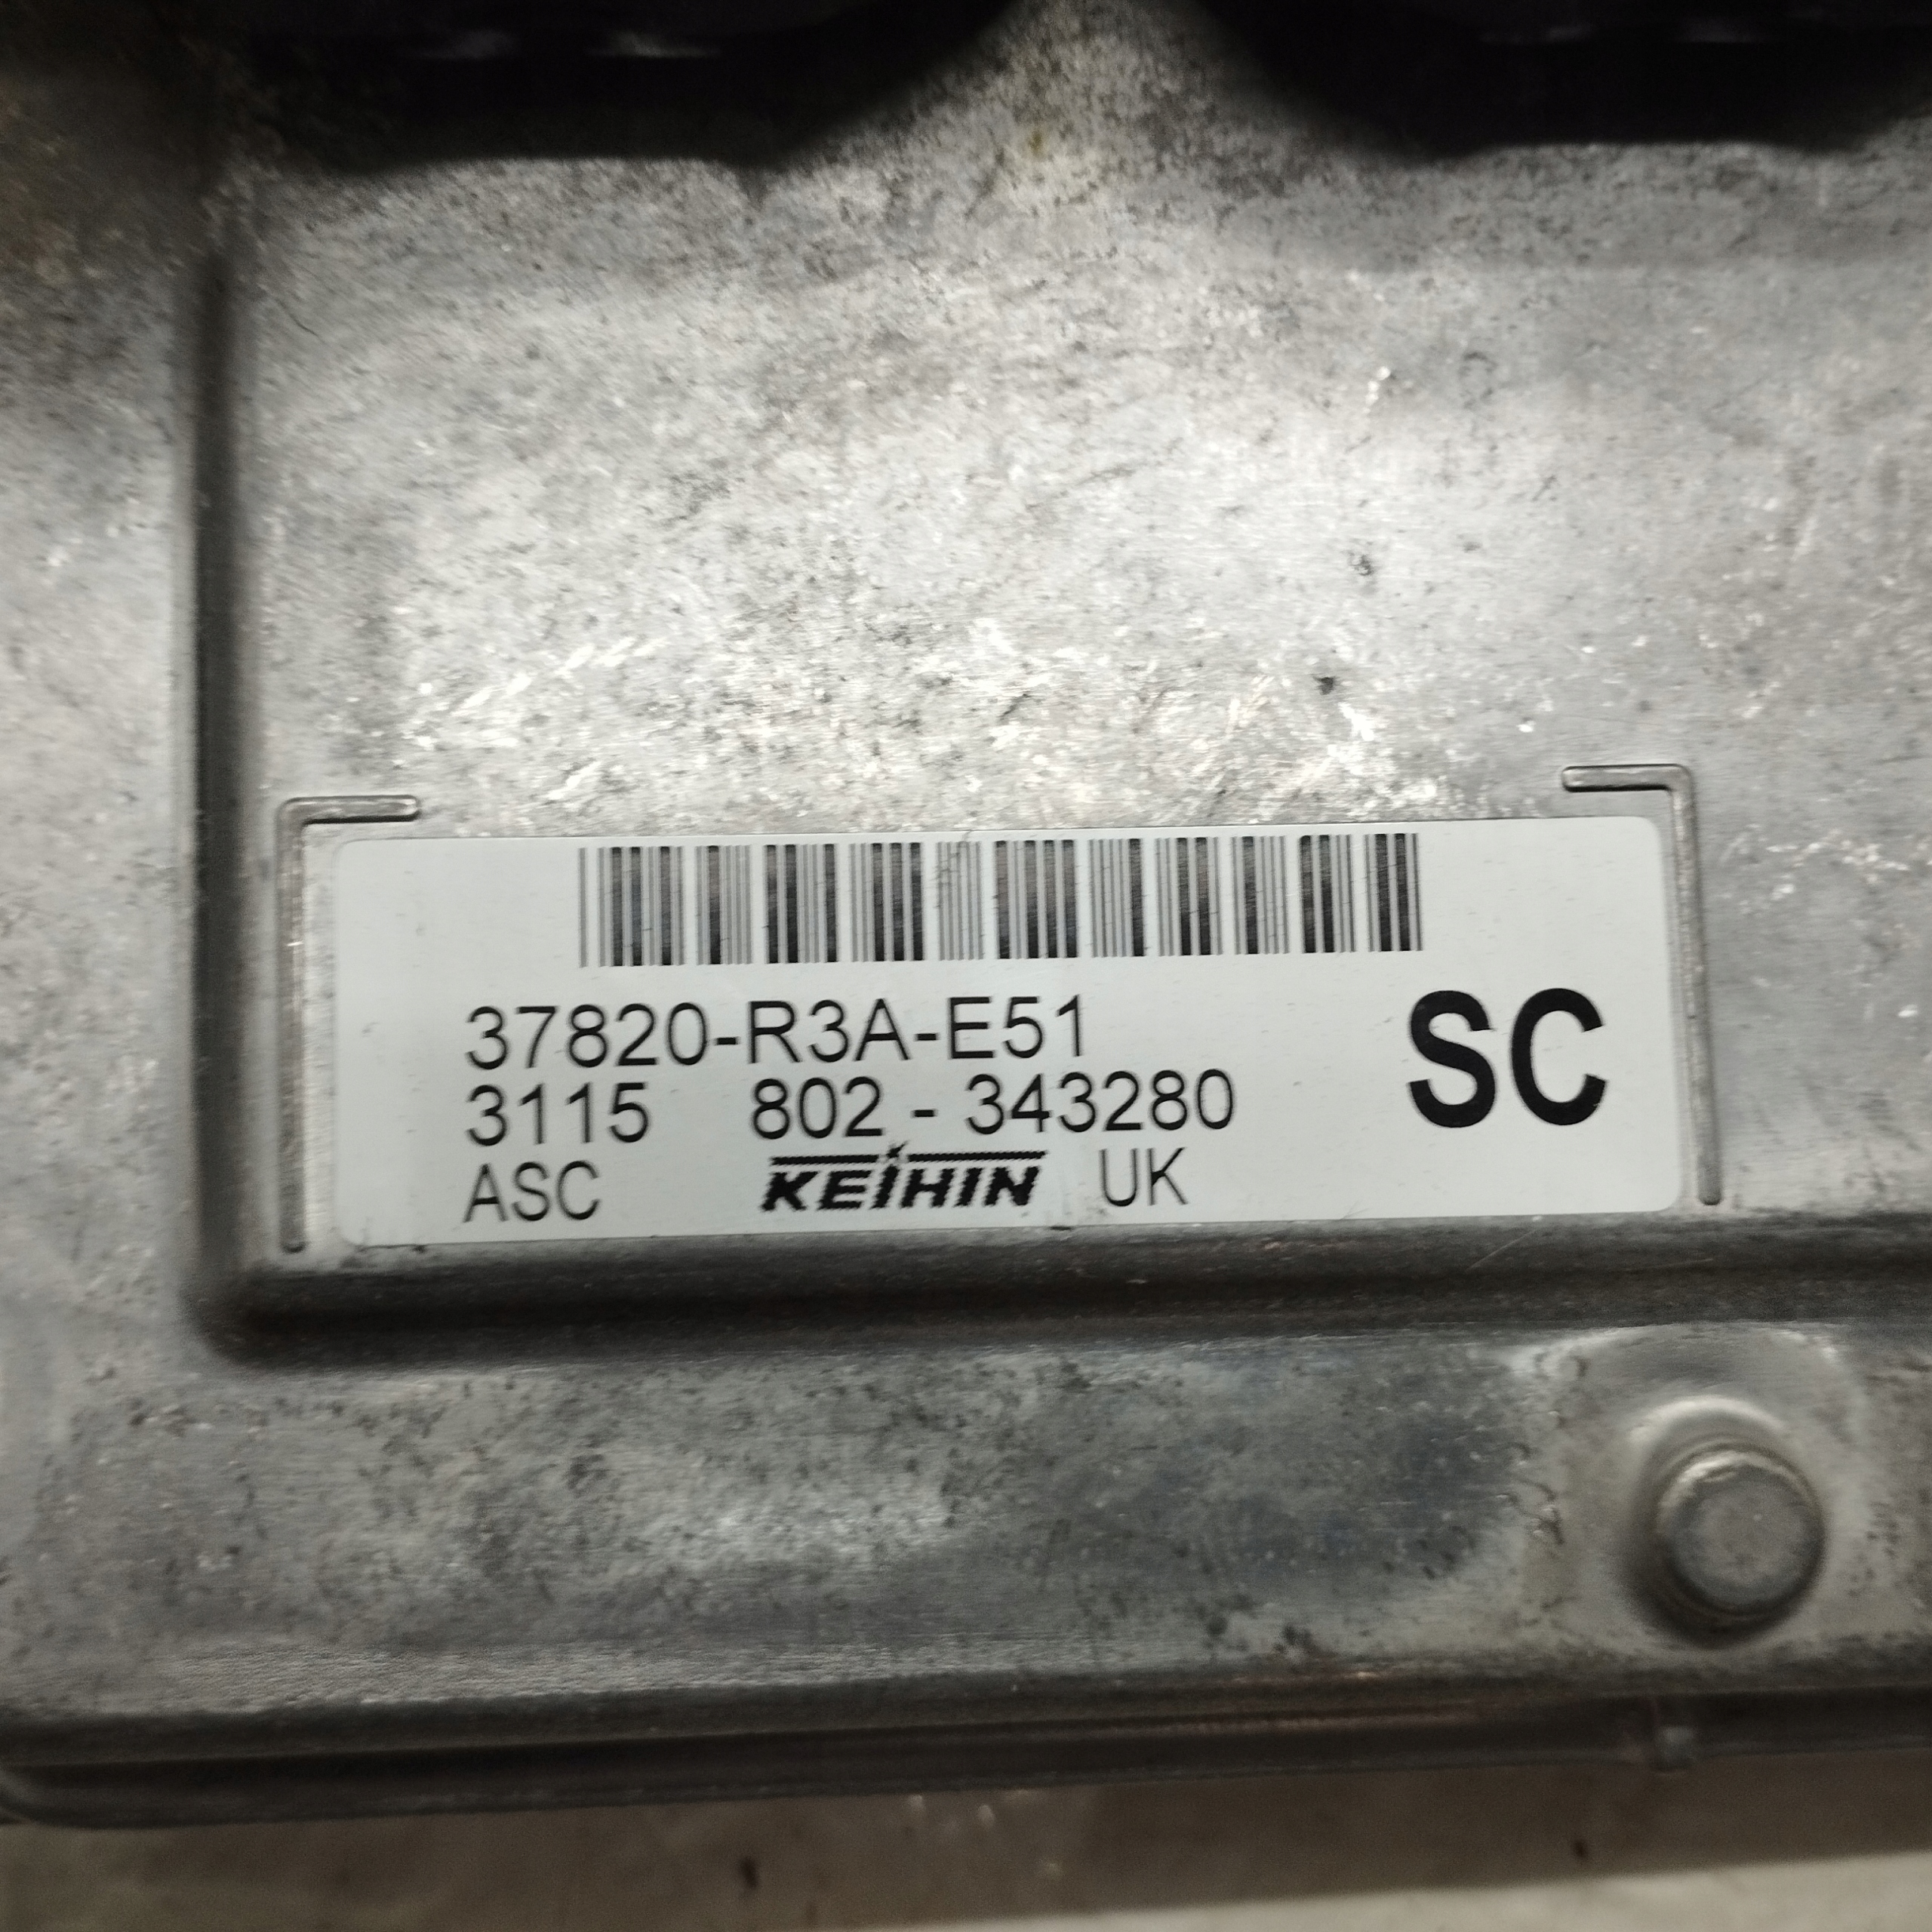 37820-R3A-E51
SC
3115 802 - 343280
ASC KEIHIN UK